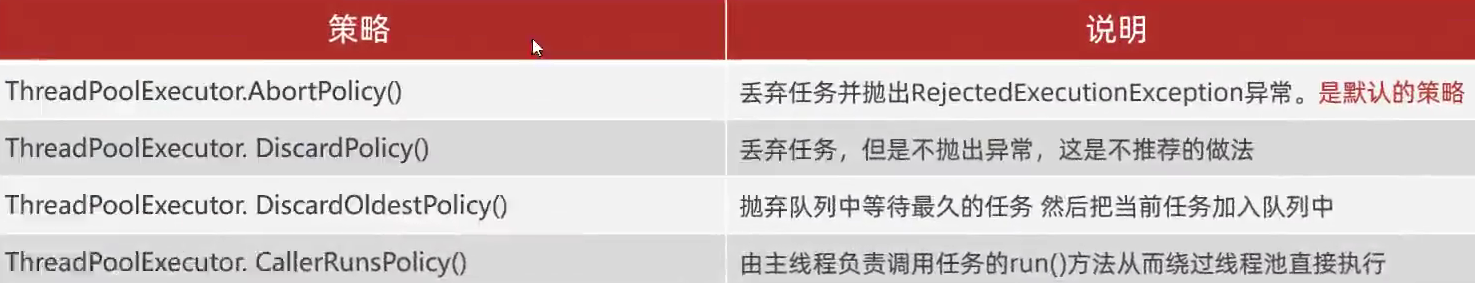 策略
说明
ThreadPoolExecutor.AbortPolicy()
丢弃任务并抛出RejectedExecutionException异常。是默认的策略
ThreadPoolExecutor. DiscardPolicy()
丢弃任务，但是不抛出异常，这是不推荐的做法
ThreadPoolExecutor. DiscardOldestPolicy()
抛弃队列中等待最久的任务 然后把当前任务加入队列中
ThreadPoolExecutor. CallerRunsPolicy()
由主线程负责调用任务的run()方法从而绕过线程池直接执行